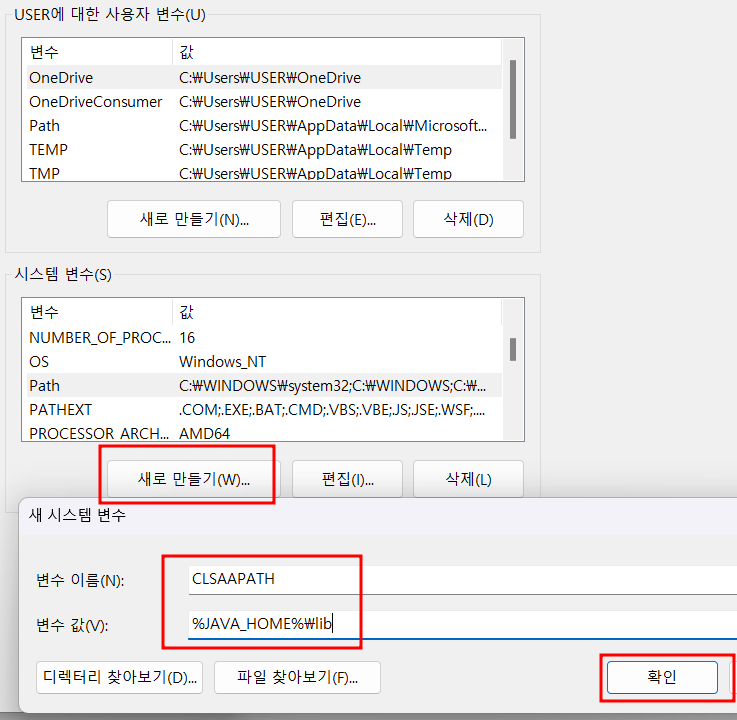 USER에 대한 사용자 변수(U)
변수 값
OneDrive C:₩Users₩USER₩OneDrive
OneDriveConsumer C:₩Users₩USER₩OneDrive
Path C:₩Users₩USER₩AppData₩Local₩Microsoft...
TEMP C:₩Users₩USER₩AppData₩Local₩Temp
TMP C:₩Users₩USER₩AppData₩Local₩Temp
새로 만들기(N)... 편집(E)... 삭제(D)
시스템 변수(S)
변수 값
NUMBER_OF_PROC... 16
OS Windows_NT
Path C:₩WINDOWS₩system32;C:₩WINDOWS;C:₩...
PATHEXT .COM;.EXE;.BAT;.CMD;.VBS;.VBE;.JS;.JSE;.WSF;....
PROCESSOR_ARCH... AMD64
새로 만들기(W)... 편집(I)... 삭제(L)
새 시스템 변수
변수 이름(N): CLSAAPATH
변수 값(V): %JAVA_HOME%₩lib
디렉터리 찾아보기(D)... 파일 찾아보기(F)... 확인